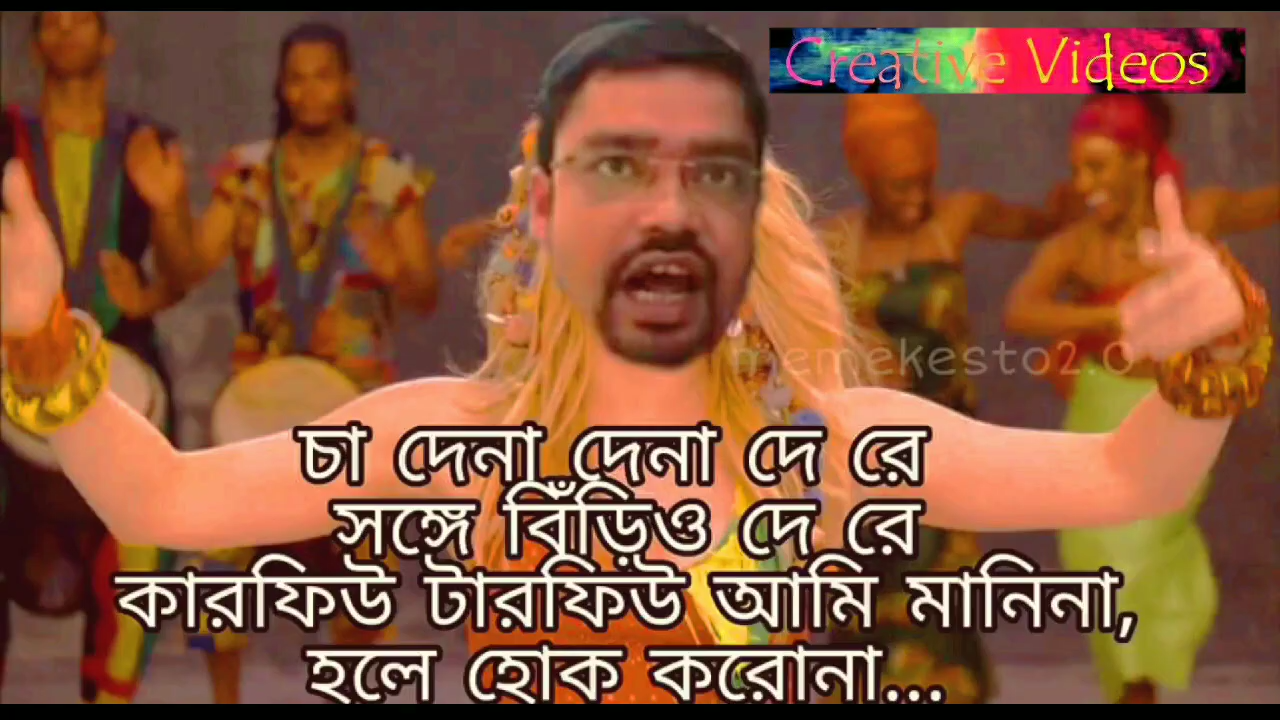 Creative Videos
memekesto2.0
চা দেনা দেনা দে রে
সঙ্গে বিঁড়িও দে রে
কারফিউ টারফিউ আমি মানিনা,
হলে হোক করোনা...